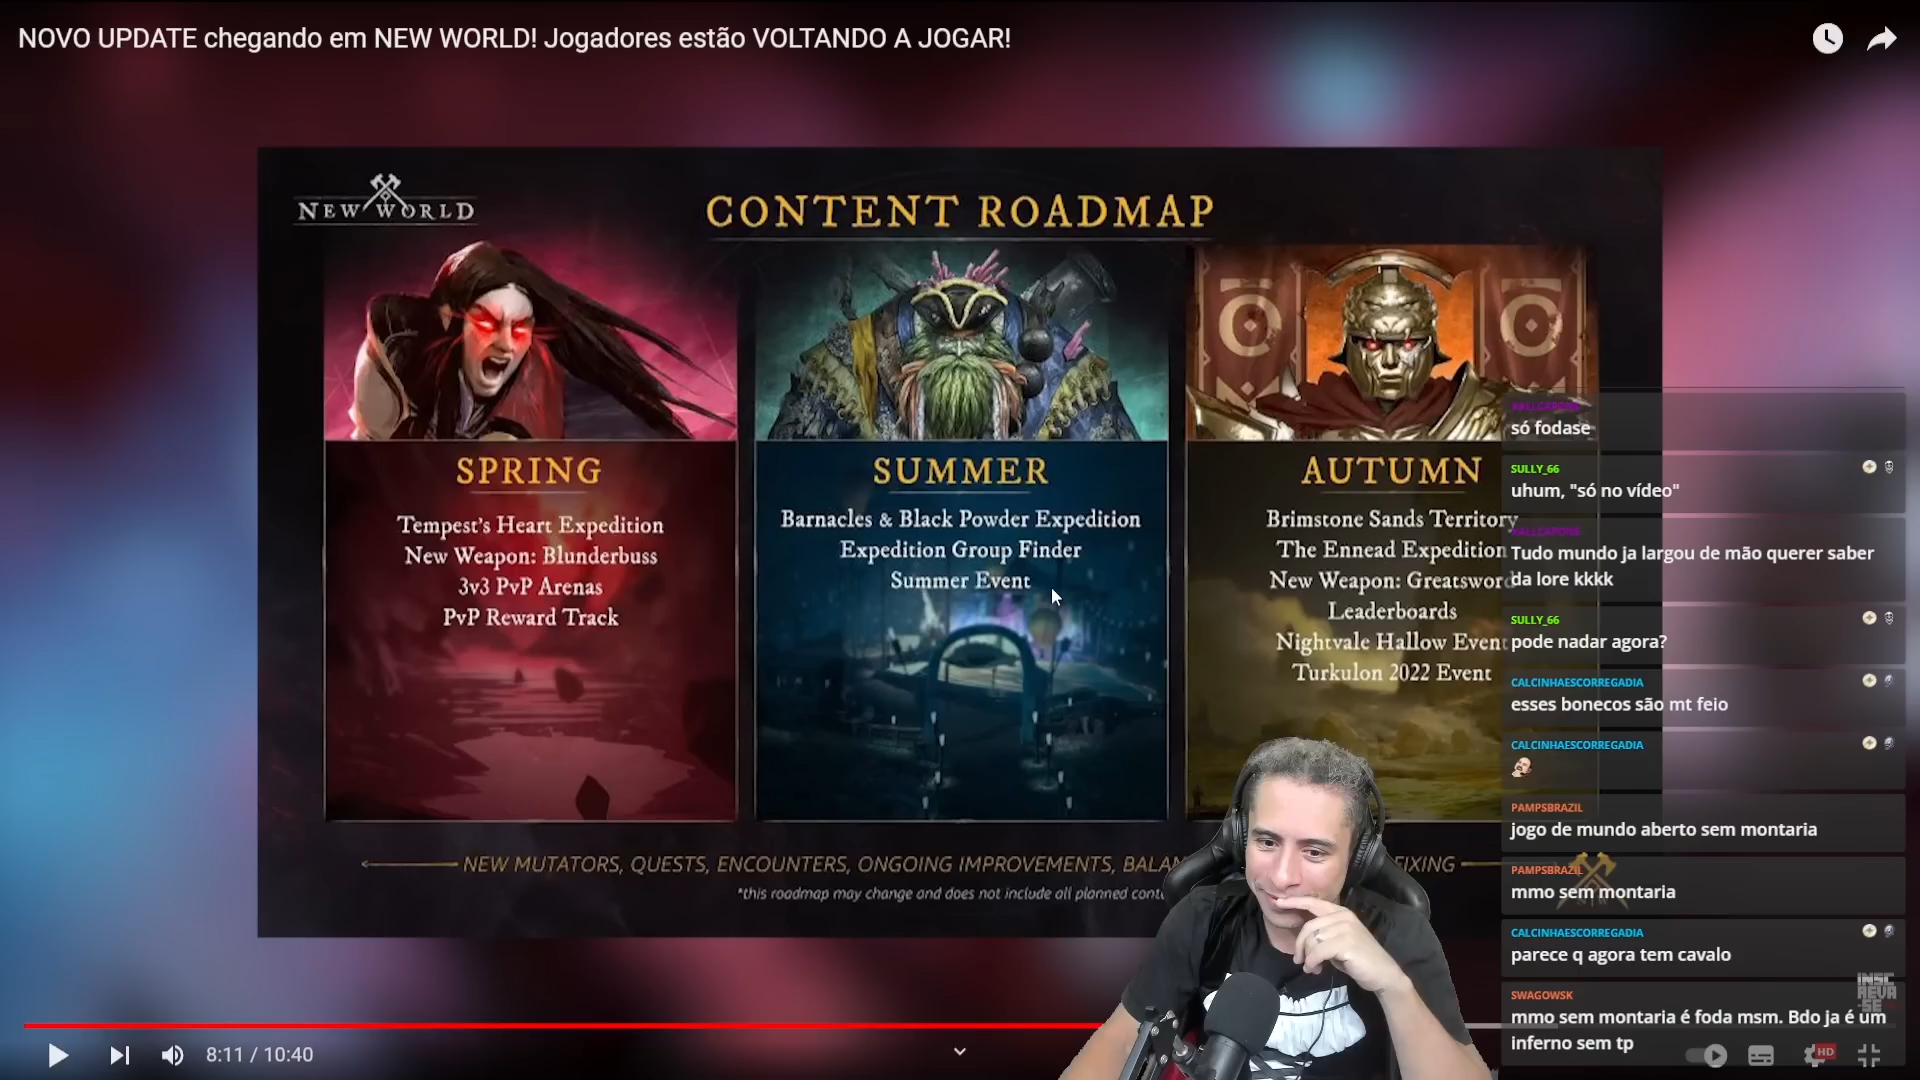 NOVO UPDATE chegando em NEW WORLD! Jogadores estão VOLTANDO A JOGAR!
NEW WORLD
CONTENT ROADMAP
SPRING
Tempest's Heart Expedition
New Weapon: Blunderbuss
3v3 PvP Arenas
PvP Reward Track
SUMMER
Barnacles & Black Powder Expedition
Expedition Group Finder
Summer Event
AUTUMN
Brimstone Sands Territory
The Ennead Expedition
New Weapon: Greatsword
Leaderboards
Nightvale Hallow Event
Turkulon 2022 Event
NEW MUTATORS, QUESTS, ENCOUNTERS, ONGOING IMPROVEMENTS, BALAN FIXING
*this roadmap may change and does not include all planned conte
só fodase
SULLY_66
uhum, "só no vídeo"
Tudo mundo ja largou de mão querer saber
da lore kkkk
SULLY_66
pode nadar agora?
CALCINHAESCORREGADIA
esses bonecos são mt feio
CALCINHAESCORREGADIA
PAMPSBRAZIL
jogo de mundo aberto sem montaria
PAMPSBRAZIL
mmo sem montaria
CALCINHAESCORREGADIA
parece q agora tem cavalo
SWAGOWSK
mmo sem montaria é foda msm. Bdo ja é um
inferno sem tp
INSC
REVA
-SE
8:11 / 10:40
HD